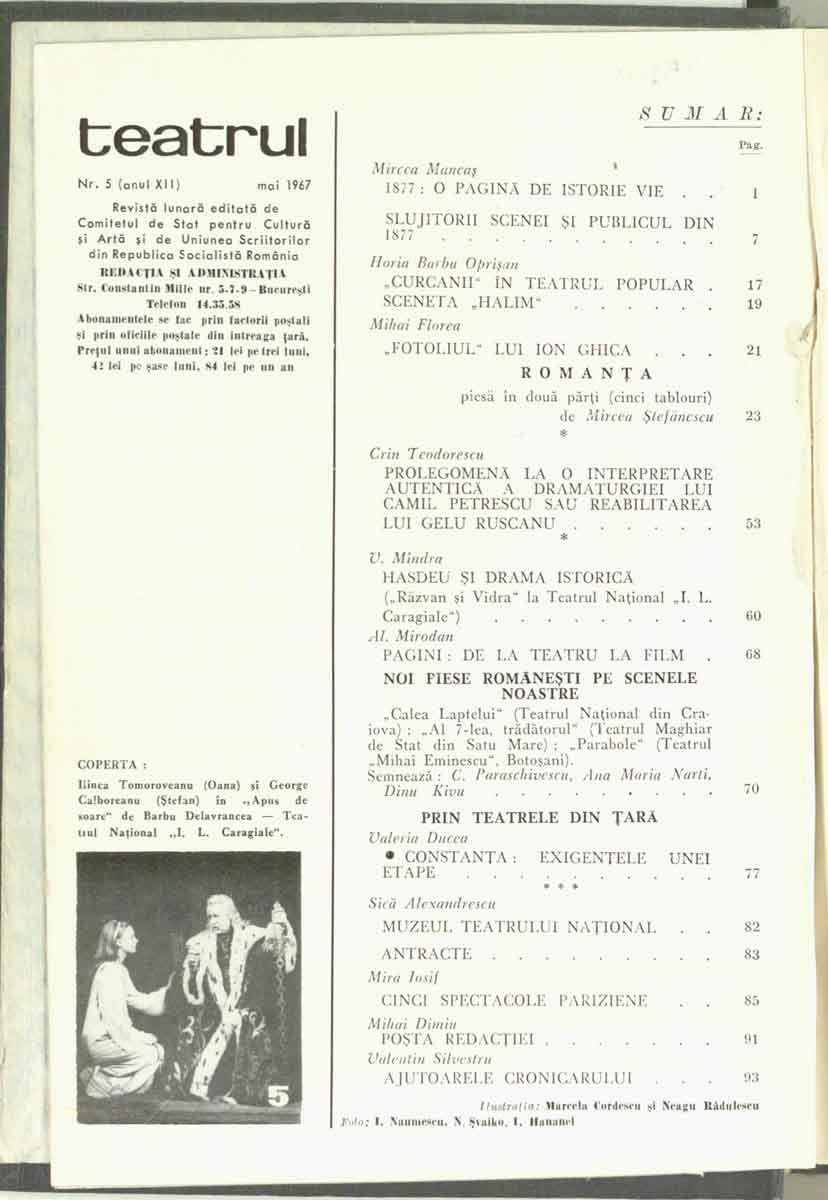 teatrul
Nr. 5 (anul XII) mai 1967
Revistă lunară editată de
Comitetul de Stat pentru Cultură
și Artă și de Uniunea Scriitorilor
din Republica Socialistă România
REDACȚIA ȘI ADMINISTRAȚIA
Str. Constantin Mille nr. 5-7-9 – București
Telefon 14.35.58
Abonamentele se fac prin factorii poștali
și prin oficiile poștale din intreaga țară.
Prețul unui abonament: 21 lei pe trei luni,
42 lei pe șase luni, 84 lei pe un an
COPERTA :
Ilinca Tomoroveanu (Oana) și George
Calboreanu (Ștefan) în „Apus de
soare“ de Barbu Delavrancea — Tea-
trul Național „I. L. Caragiale“.
5
SUMAR:
Pag.
Mircea Mancaș
1877 : O PAGINĂ DE ISTORIE VIE . . 1
SLUJITORII SCENEI ȘI PUBLICUL DIN
1877 . . . . . . . . . . . 7
Horia Barbu Oprișan
„CURCANII“ ÎN TEATRUL POPULAR . 17
SCENETA „HALIM“ . . . . . . 19
Mihai Florea
„FOTOLIUL“ LUI ION GHICA . . . 21
ROMANȚA
piesă în două părți (cinci tablouri)
de Mircea Ștefănescu 23
*
Crin Teodorescu
PROLEGOMENĂ LA O INTERPRETARE
AUTENTICĂ A DRAMATURGIEI LUI
CAMIL PETRESCU SAU REABILITAREA
LUI GELU RUSCANU . . . . . . 53
*
V. Mîndra
HASDEU ȘI DRAMA ISTORICĂ
(„Răzvan și Vidra“ la Teatrul Național „I. L.
Caragiale“) . . . . . . . . . 60
Al. Mirodan
PAGINI : DE LA TEATRU LA FILM . 68
NOI PIESE ROMÂNEȘTI PE SCENELE
NOASTRE
„Calea Laptelui“ (Teatrul Național din Cra-
iova) ; „Al 7-lea, trădătorul“ (Teatrul Maghiar
de Stat din Satu Mare) ; „Parabole“ (Teatrul
„Mihai Eminescu“, Botoșani).
Semnează : C. Paraschivescu, Ana Maria Narti,
Dinu Kivu . . . . . . . . . 70
PRIN TEATRELE DIN ȚARĂ
Valeria Ducea
• CONSTANȚA : EXIGENȚELE UNEI
ETAPE . . . . . . . . . . 77
* * *
Sică Alexandrescu
MUZEUL TEATRULUI NAȚIONAL . . 82
ANTRACTE . . . . . . . . . 83
Mira Iosif
CINCI SPECTACOLE PARIZIENE . . 85
Mihai Dimiu
POȘTA REDACȚIEI . . . . . . . 91
Valentin Silvestru
AJUTOARELE CRONICARULUI . . . 93
Ilustrația: Marcela Cordescu și Neagu Rădulescu
Foto: I. Naumescu, N. Șvaiko, I. Hananel